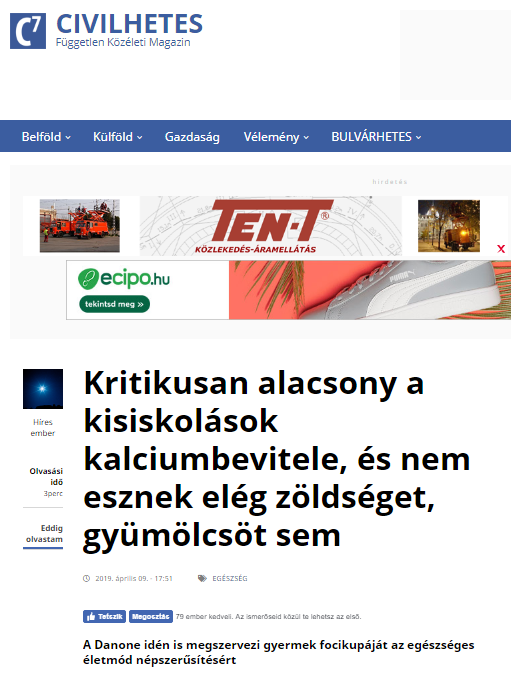 C7
CIVILHETES
Független Közéleti Magazin
Belföld Külföld Gazdaság Vélemény BULVÁRHETES
hirdetés
TEN-T®
KÖZLEKEDÉS-ÁRAMELLÁTÁS
X
ecipo.hu
tekintsd meg »
PUMA
Kritikusan alacsony a
kisiskolások
kalciumbevitele, és nem
esznek elég zöldséget,
gyümölcsöt sem
Híres
ember
Olvasási
idő
3perc
Eddig
olvastam
2019. április 09. - 17:51 EGÉSZSÉG
Tetszik Megosztás 79 ember kedveli. Az ismerőseid közül te lehetsz az első.
A Danone idén is megszervezi gyermek focikupáját az egészséges
életmód népszerűsítésért